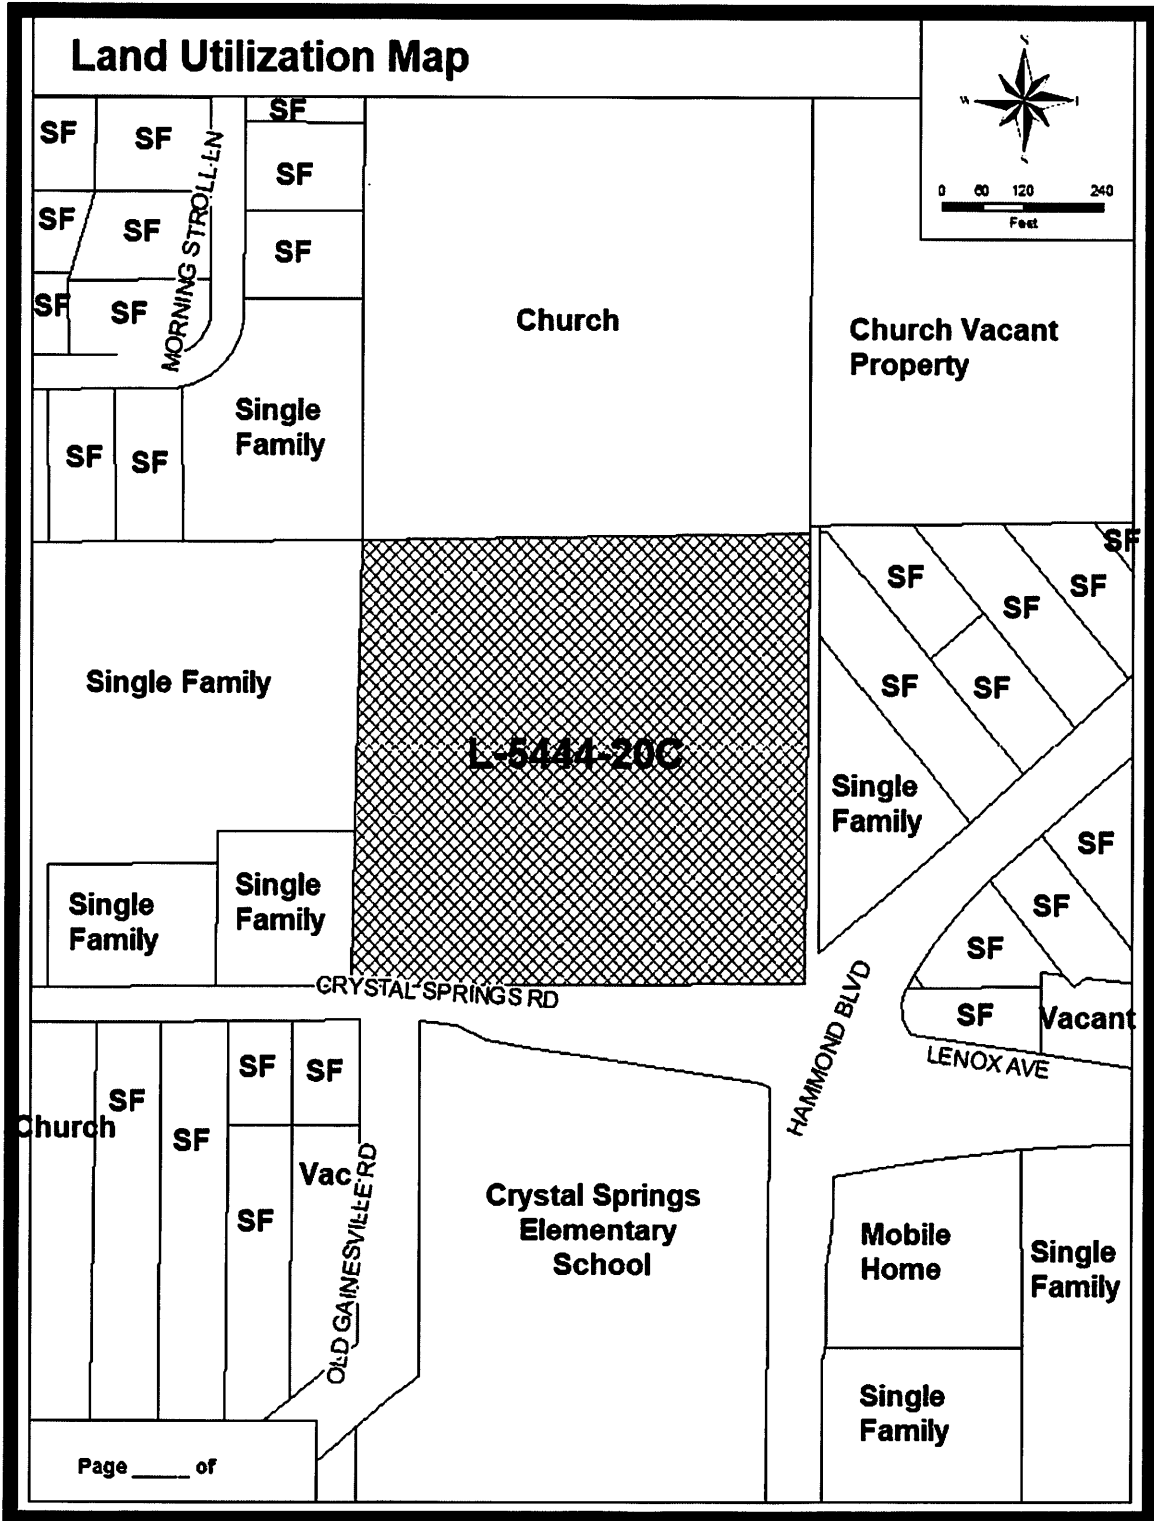 Land Utilization Map
N
W
E
S
0 60 120 240
Feet
SF
SF
SF
SF
SF
SF
SF
SF
SF
SF
MORNING STROLL LN
Church
Church Vacant
Property
Single
Family
SF
SF
SF
SF
SF
SF
Single Family
SF
SF
L-5444-20C
Single
Family
SF
Single
Family
Single
Family
SF
SF
CRYSTAL SPRINGS RD
HAMMOND BLVD
SF
Vacant
LENOX AVE
SF
SF
SF
Church
SF
Vac
SF
OLD GAINESVILLE RD
Crystal Springs
Elementary
School
Mobile
Home
Single
Family
Single
Family
Page _____ of